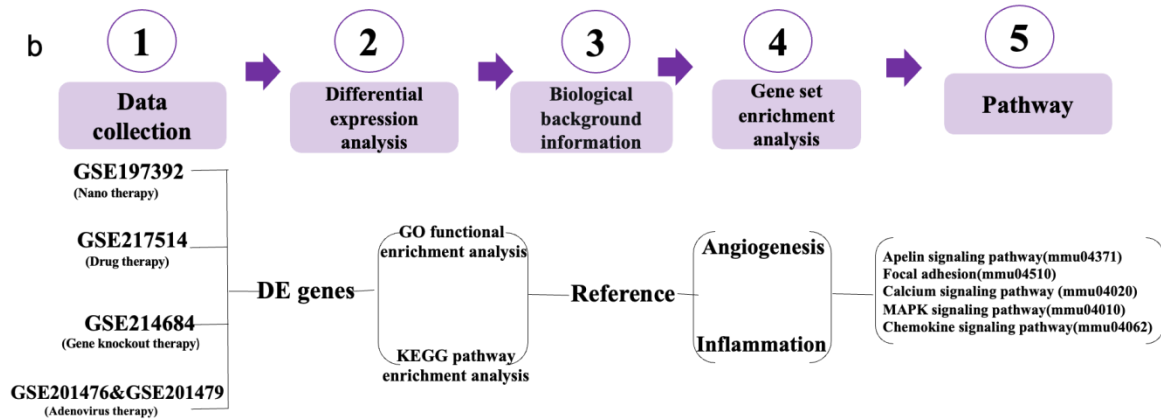 b
1
2
3
4
5
Data
collection
Differential
expression
analysis
Biological
background
information
Gene set
enrichment
analysis
Pathway
GSE197392
(Nano therapy)
GSE217514
(Drug therapy)
GSE214684
(Gene knockout therapy)
GSE201476&GSE201479
(Adenovirus therapy)
DE genes
GO functional
enrichment analysis
KEGG pathway
enrichment analysis
Reference
Angiogenesis
Inflammation
Apelin signaling pathway(mmu04371)
Focal adhesion(mmu04510)
Calcium signaling pathway (mmu04020)
MAPK signaling pathway(mmu04010)
Chemokine signaling pathway(mmu04062)